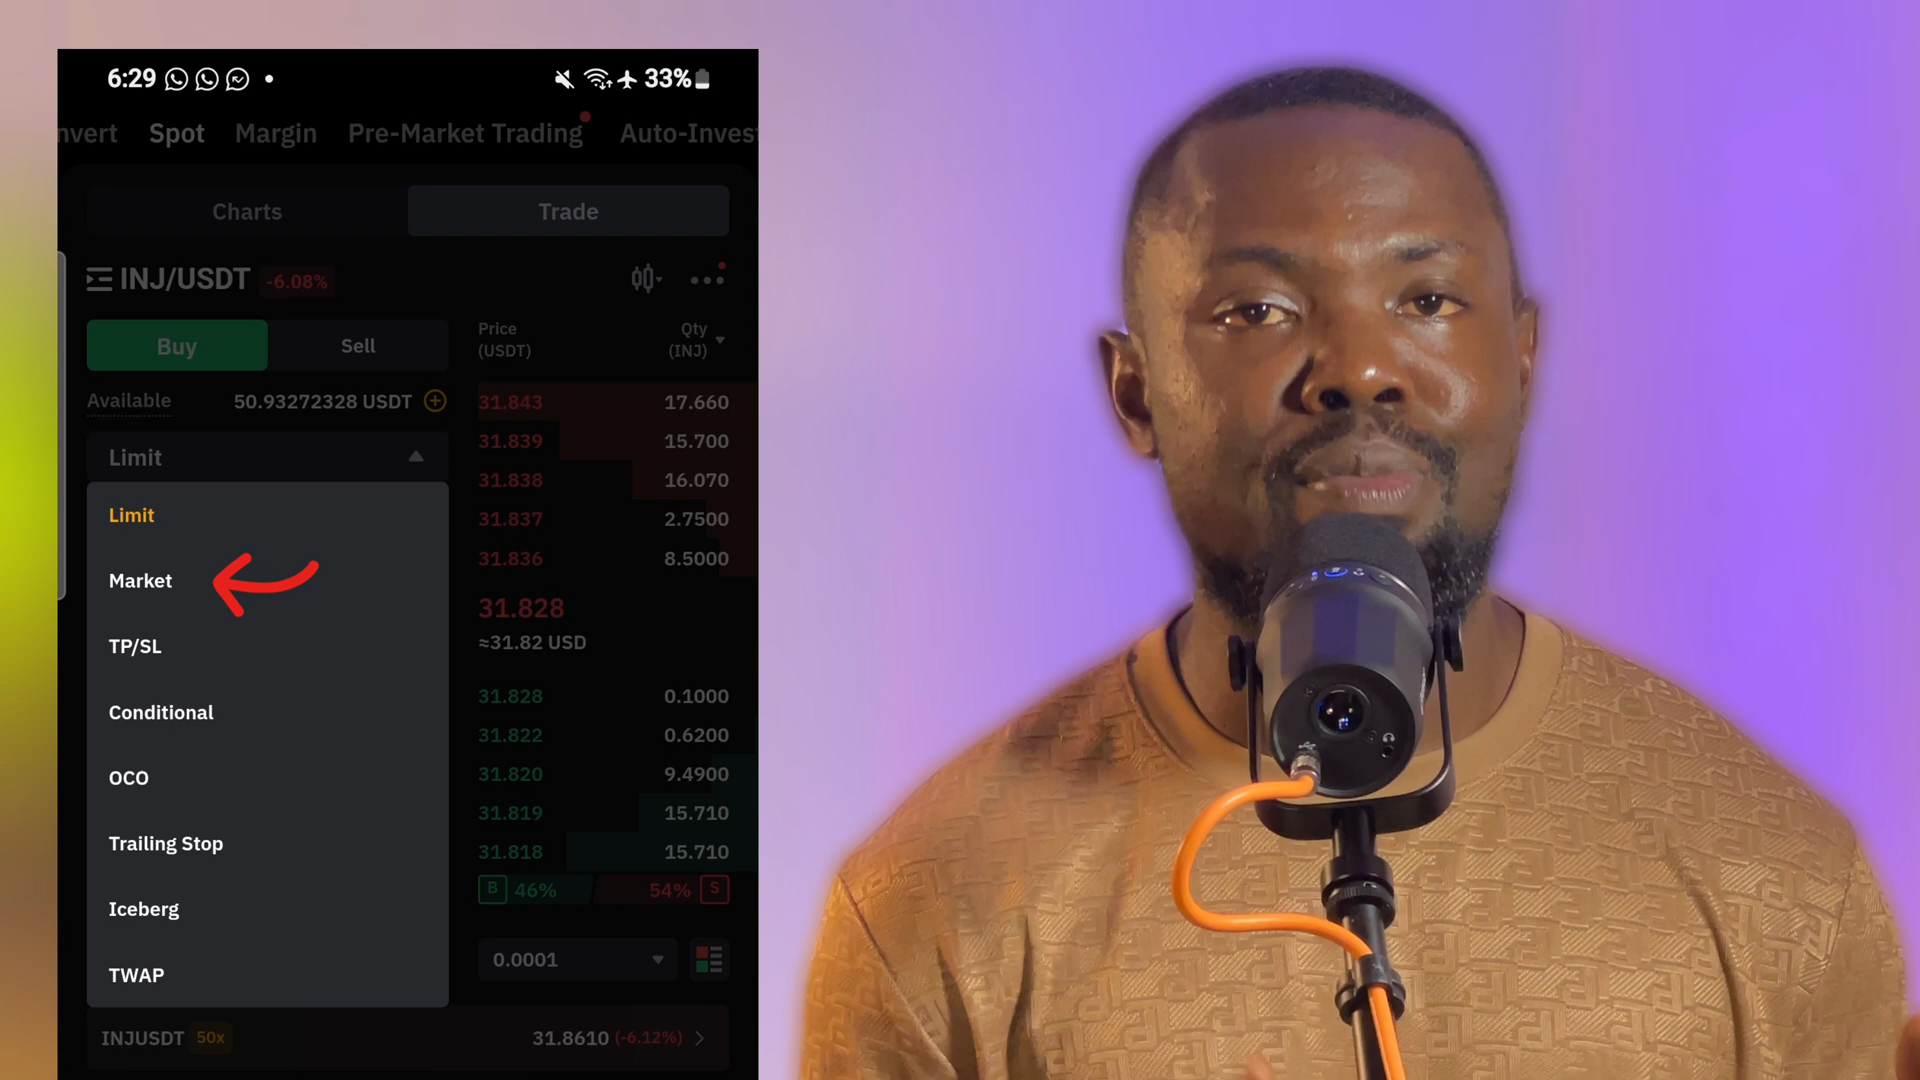 6:29 33%
nvert Spot Margin Pre-Market Trading Auto-Inves
Charts Trade
INJ/USDT -6.08%
Buy Sell
Available 50.93272328 USDT
Limit
Limit
Market
TP/SL
Conditional
OCO
Trailing Stop
Iceberg
TWAP
Price Qty
(USDT) (INJ)
31.843 17.660
31.839 15.700
31.838 16.070
31.837 2.7500
31.836 8.5000
31.828
≈31.82 USD
31.828 0.1000
31.822 0.6200
31.820 9.4900
31.819 15.710
31.818 15.710
B 46% 54% S
0.0001
INJUSDT 50x 31.8610 (-6.12%)